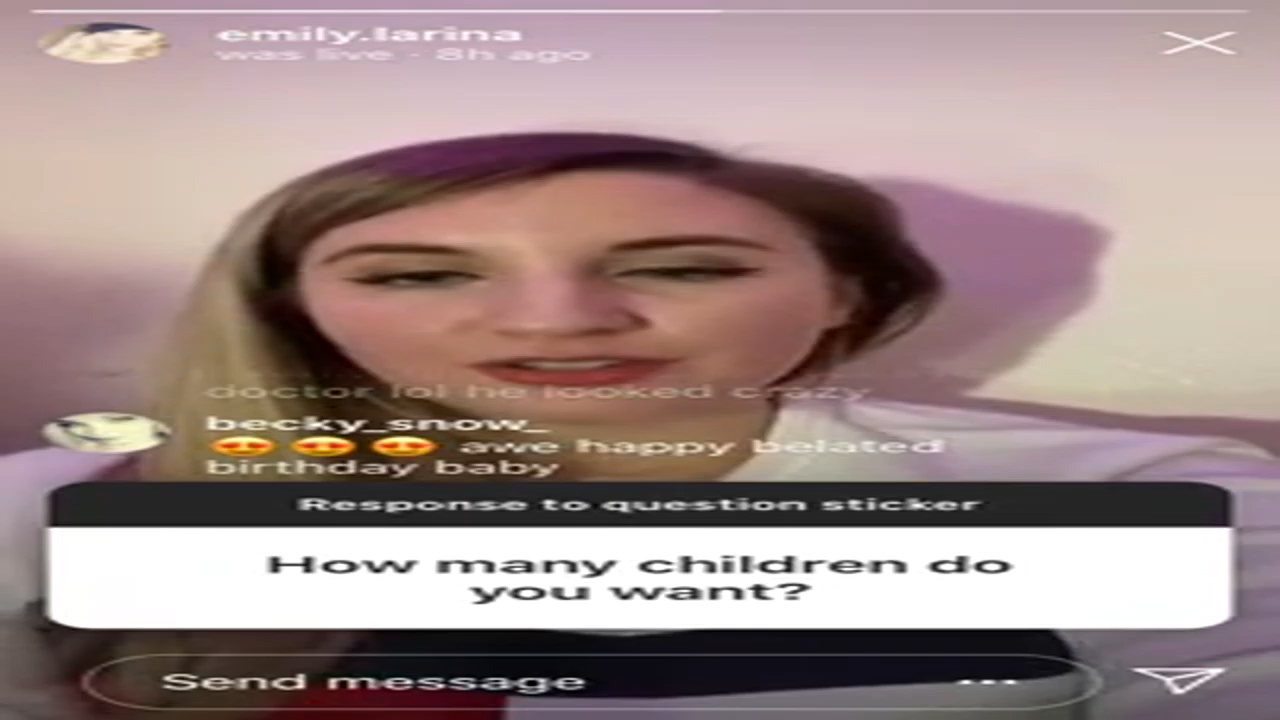 emily.larina
was live · 8h ago
doctor lol he looked crazy
becky_snow_
😍 😍 😍 awe happy belated
birthday baby
Response to question sticker
How many children do
you want?
Send message